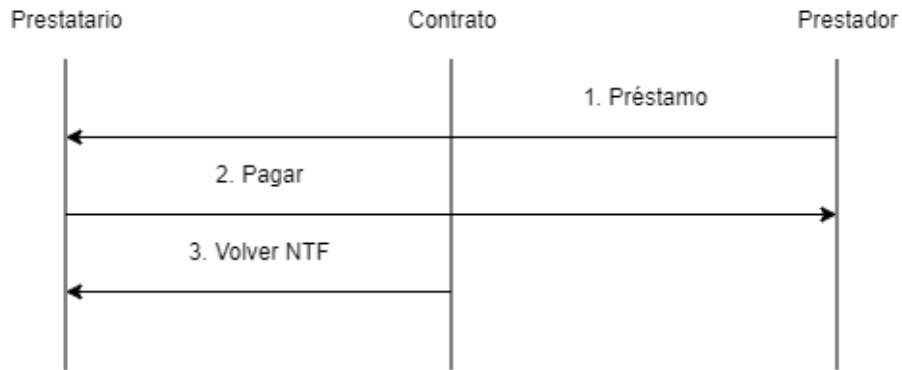 Prestatario
Contrato
Prestador
1. Préstamo
2. Pagar
3. Volver NTF